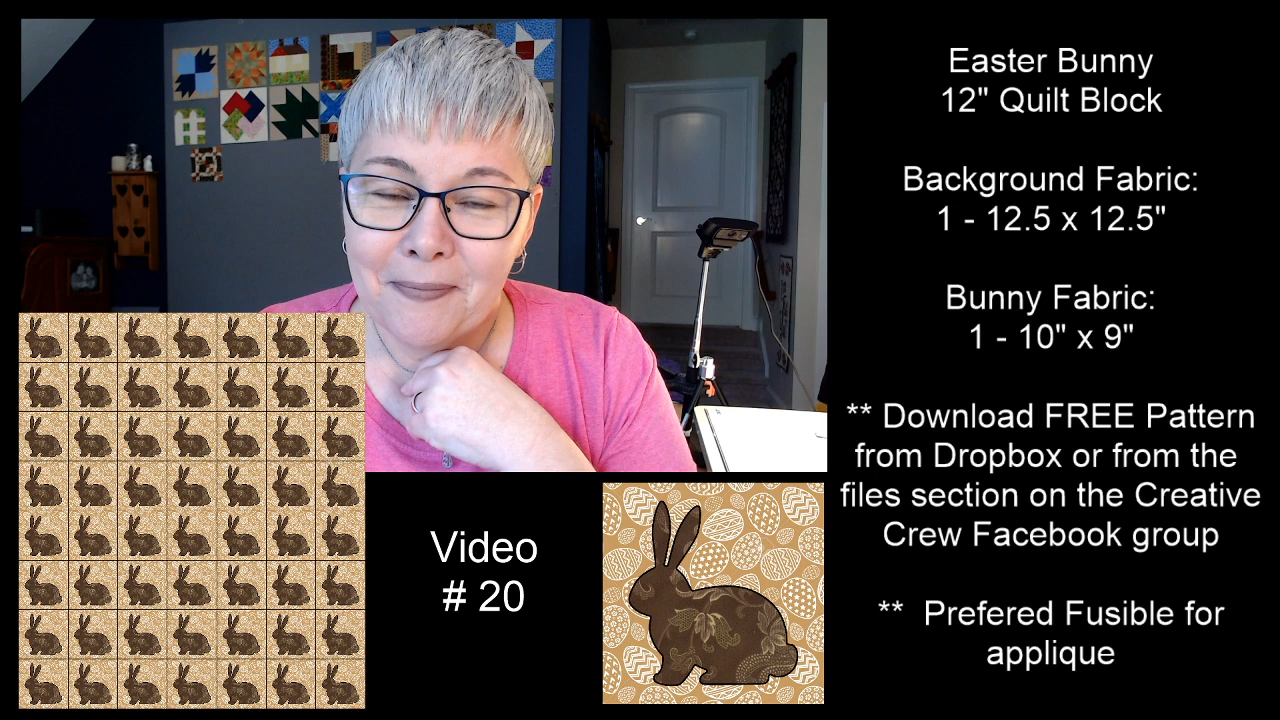 Easter Bunny
12" Quilt Block
Background Fabric:
1 - 12.5 x 12.5"
Bunny Fabric:
1 - 10" x 9"
** Download FREE Pattern
from Dropbox or from the
files section on the Creative
Crew Facebook group
** Prefered Fusible for
applique
Video
# 20